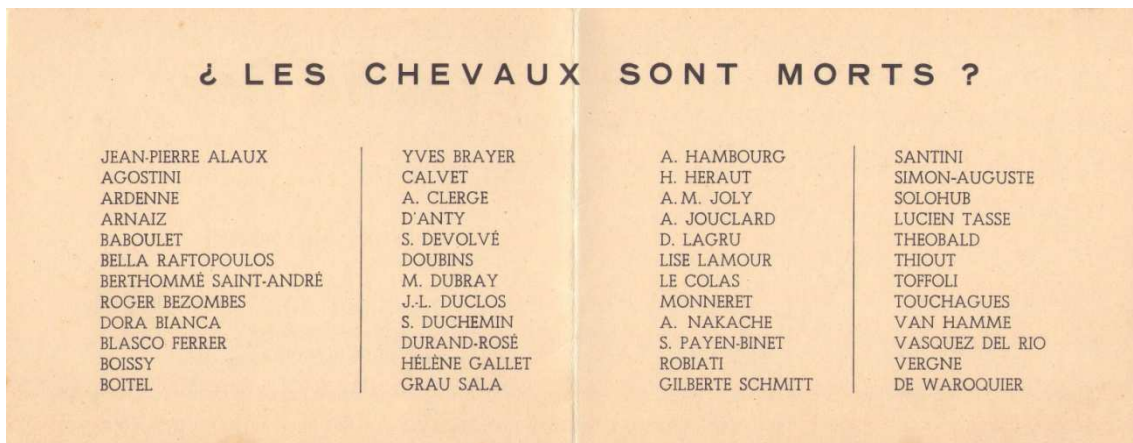 ¿ LES CHEVAUX SONT MORTS ?
JEAN-PIERRE ALAUX
AGOSTINI
ARDENNE
ARNAIZ
BABOULET
BELLA RAFTOPOULOS
BERTHOMMÉ SAINT-ANDRÉ
ROGER BEZOMBES
DORA BIANCA
BLASCO FERRER
BOISSY
BOITEL
YVES BRAYER
CALVET
A. CLERGE
D'ANTY
S. DEVOLVÉ
DOUBINS
M. DUBRAY
J.-L. DUCLOS
S. DUCHEMIN
DURAND-ROSÉ
HÉLÈNE GALLET
GRAU SALA
A. HAMBOURG
H. HERAUT
A. M. JOLY
A. JOUCLARD
D. LAGRU
LISE LAMOUR
LE COLAS
MONNERET
A. NAKACHE
S. PAYEN-BINET
ROBIATI
GILBERTE SCHMITT
SANTINI
SIMON-AUGUSTE
SOLOHUB
LUCIEN TASSE
THEOBALD
THIOUT
TOFFOLI
TOUCHAGUES
VAN HAMME
VASQUEZ DEL RIO
VERGNE
DE WAROQUIER